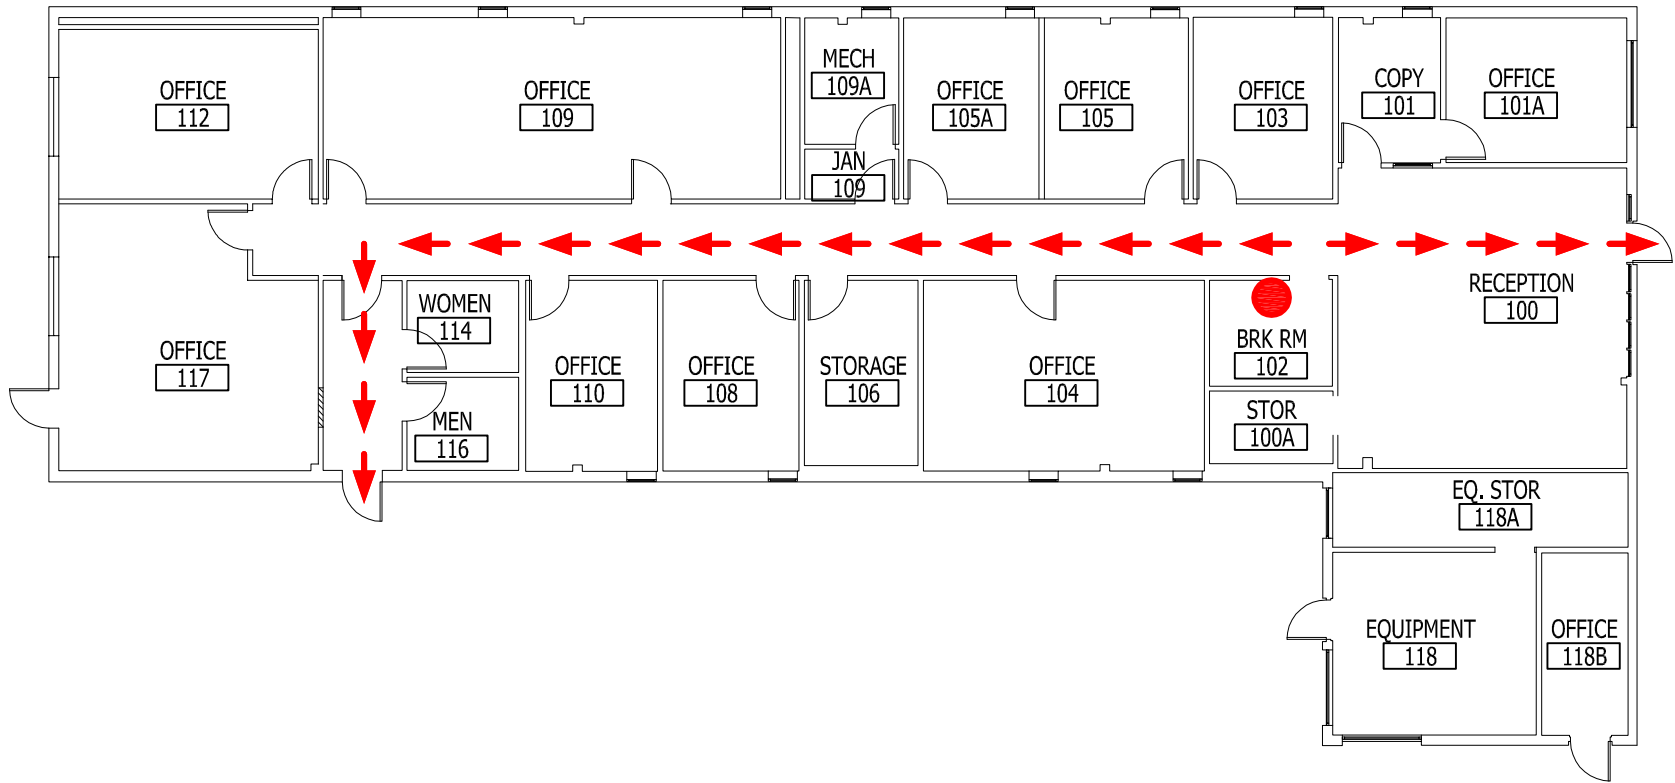 OFFICE
112
OFFICE
109
MECH
109A
JAN
109
OFFICE
105A
OFFICE
105
OFFICE
103
COPY
101
OFFICE
101A
RECEPTION
100
OFFICE
117
WOMEN
114
MEN
116
OFFICE
110
OFFICE
108
STORAGE
106
OFFICE
104
BRK RM
102
STOR
100A
EQ. STOR
118A
EQUIPMENT
118
OFFICE
118B